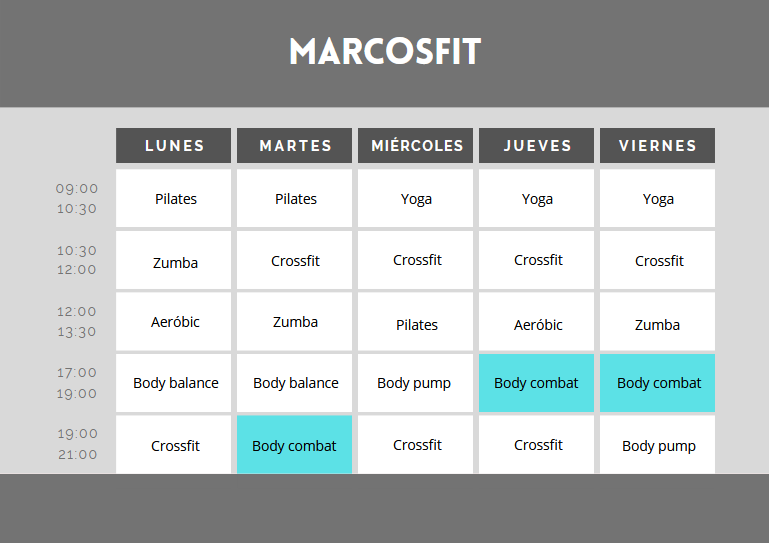 MARCOSFIT
LUNES MARTES MIÉRCOLES JUEVES VIERNES
09:00
10:30
Pilates Pilates Yoga Yoga Yoga
10:30
12:00
Zumba Crossfit Crossfit Crossfit Crossfit
12:00
13:30
Aeróbic Zumba Pilates Aeróbic Zumba
17:00
19:00
Body balance Body balance Body pump Body combat Body combat
19:00
21:00
Crossfit Body combat Crossfit Crossfit Body pump